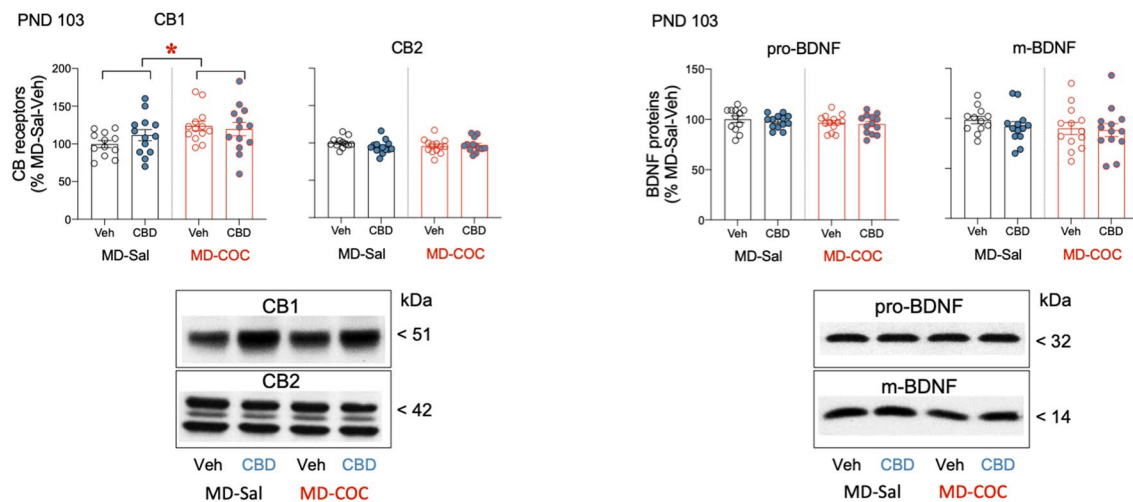 PND 103
CB1
CB2
*
CB receptors
(% MD-Sal-Veh)
200
150
100
50
0
Veh CBD Veh CBD
MD-Sal MD-COC
Veh CBD Veh CBD
MD-Sal MD-COC
kDa
CB1
< 51
CB2
< 42
Veh CBD Veh CBD
MD-Sal MD-COC
PND 103
pro-BDNF
m-BDNF
BDNF proteins
(% MD-Sal-Veh)
200
150
100
50
0
Veh CBD Veh CBD
MD-Sal MD-COC
Veh CBD Veh CBD
MD-Sal MD-COC
kDa
pro-BDNF
< 32
m-BDNF
< 14
Veh CBD Veh CBD
MD-Sal MD-COC